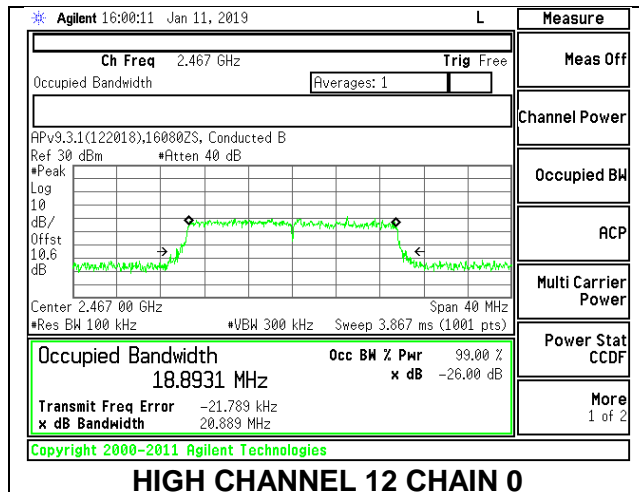 Agilent 16:00:11 Jan 11, 2019 L
Measure
Ch Freq 2.467 GHz Trig Free
Meas Off
Occupied Bandwidth Averages: 1
Channel Power
APv9.3.1(122018),16080ZS, Conducted B
Ref 30 dBm #Atten 40 dB
#Peak
Log
10
dB/
Offst
10.6
dB
Occupied BW
ACP
Multi Carrier
Power
Center 2.467 00 GHz Span 40 MHz
#Res BW 100 kHz #VBW 300 kHz Sweep 3.867 ms (1001 pts)
Power Stat
CCDF
Occupied Bandwidth Occ BW % Pwr 99.00 %
18.8931 MHz x dB -26.00 dB
Transmit Freq Error -21.789 kHz
x dB Bandwidth 20.889 MHz
More
1 of 2
Copyright 2000-2011 Agilent Technologies
HIGH CHANNEL 12 CHAIN 0